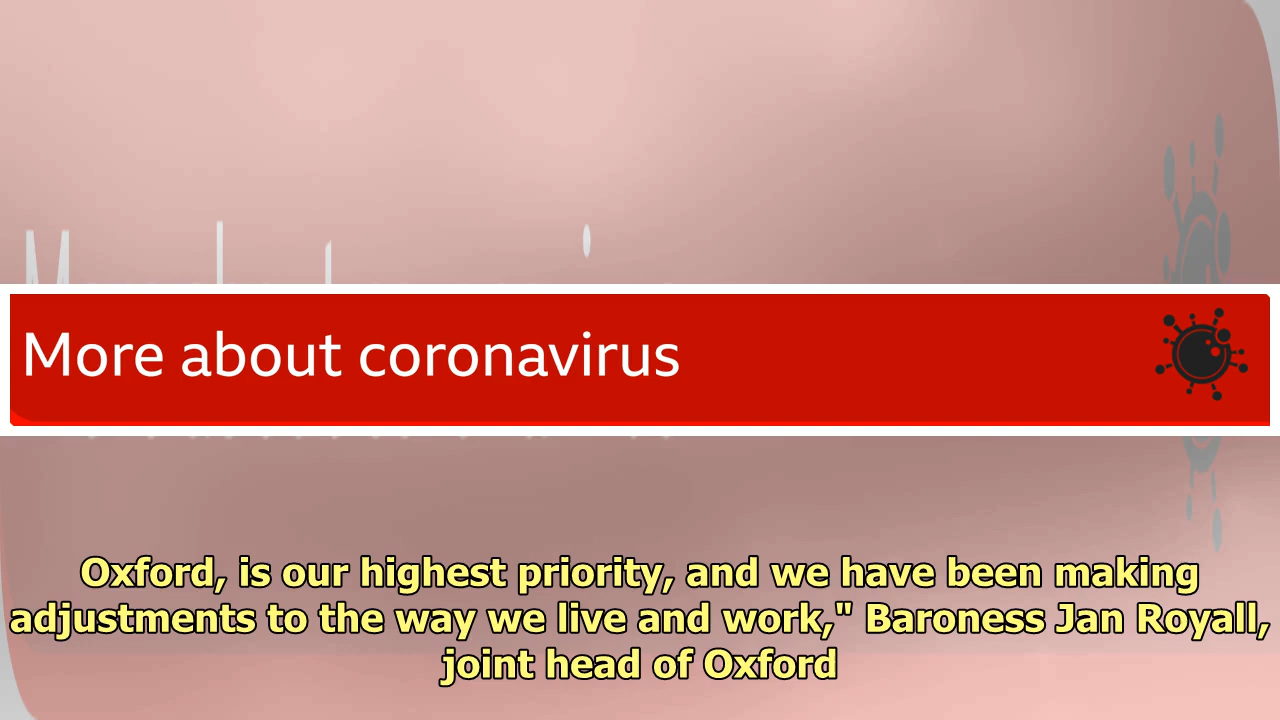 More about coronavirus
Oxford, is our highest priority, and we have been making
adjustments to the way we live and work," Baroness Jan Royall,
joint head of Oxford